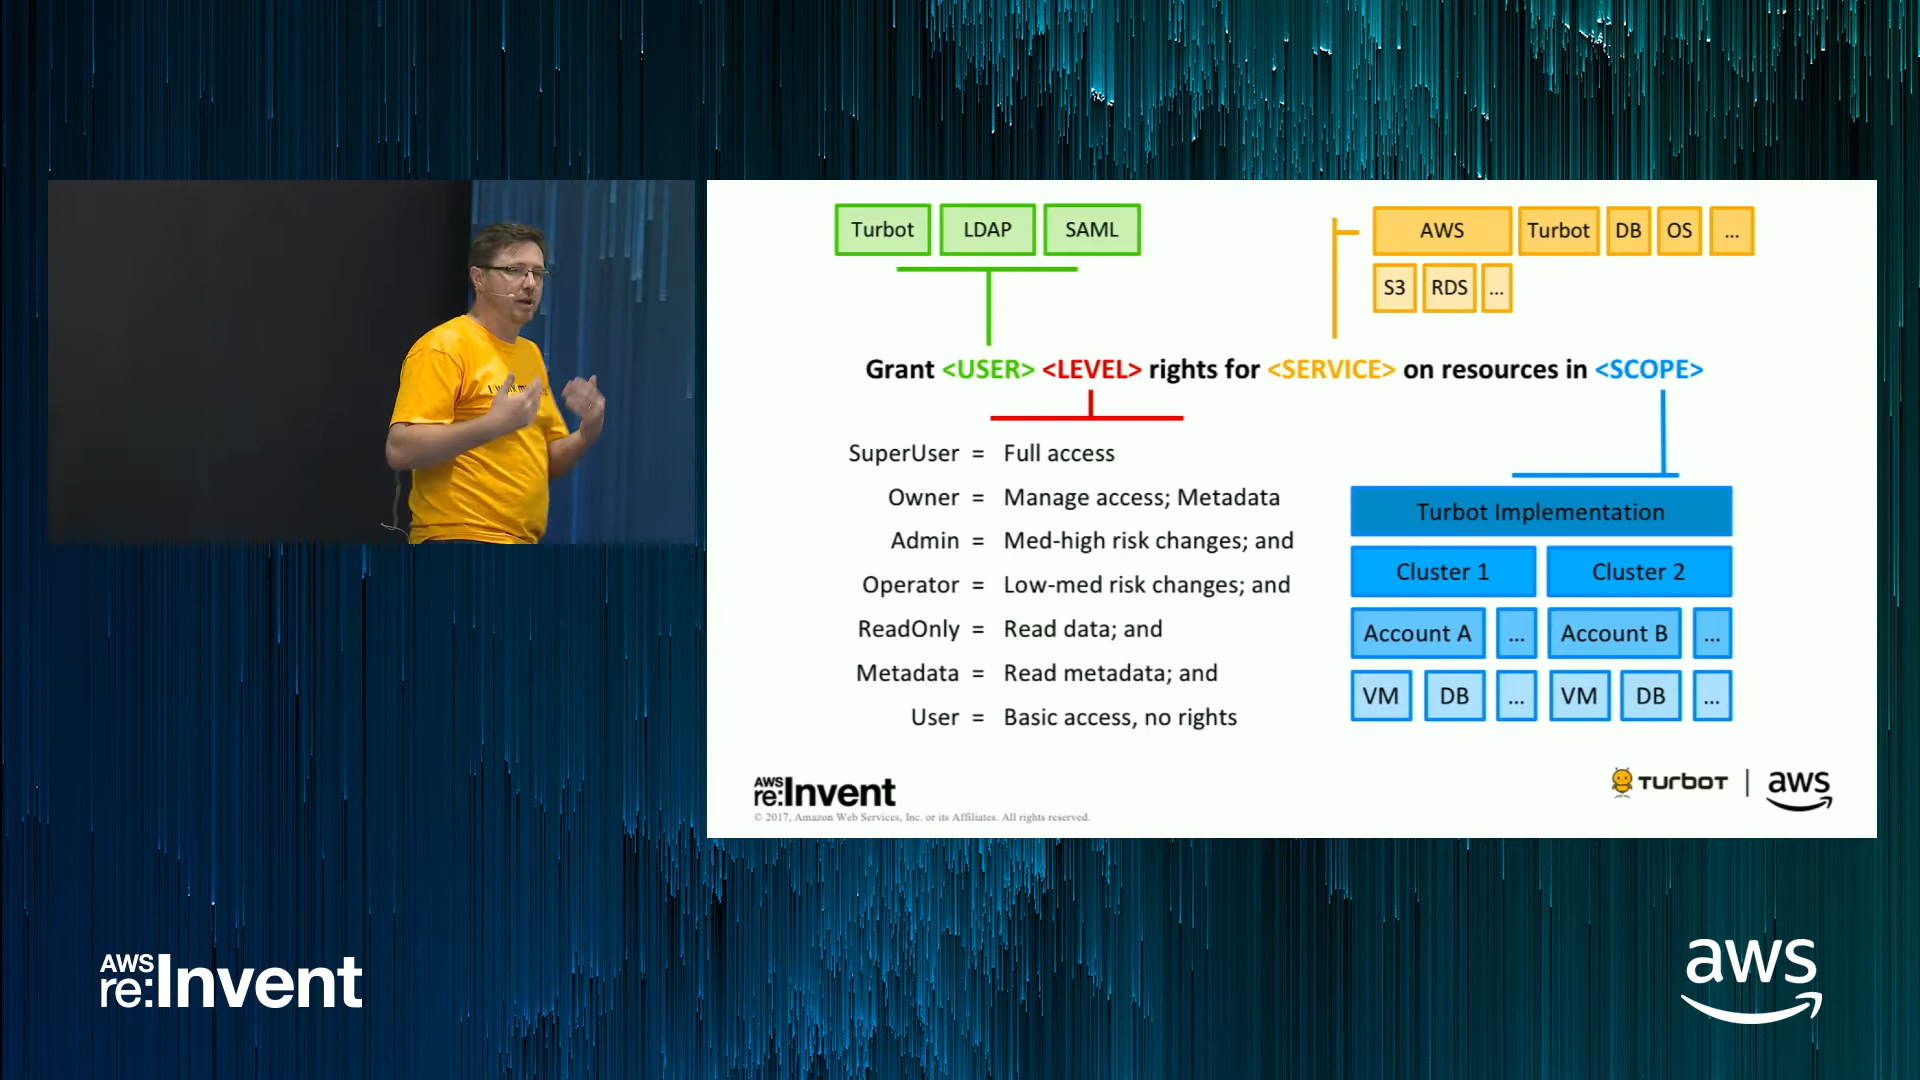 Turbot LDAP SAML
AWS Turbot DB OS ...
S3 RDS ...
Grant <USER> <LEVEL> rights for <SERVICE> on resources in <SCOPE>
SuperUser = Full access
Owner = Manage access; Metadata
Admin = Med-high risk changes; and
Operator = Low-med risk changes; and
ReadOnly = Read data; and
Metadata = Read metadata; and
User = Basic access, no rights
Turbot Implementation
Cluster 1 Cluster 2
Account A ... Account B ...
VM DB ... VM DB ...
AWS
re:Invent
© 2017, Amazon Web Services, Inc. or its Affiliates. All rights reserved.
TURBOT | aws
AWS
re:Invent
aws